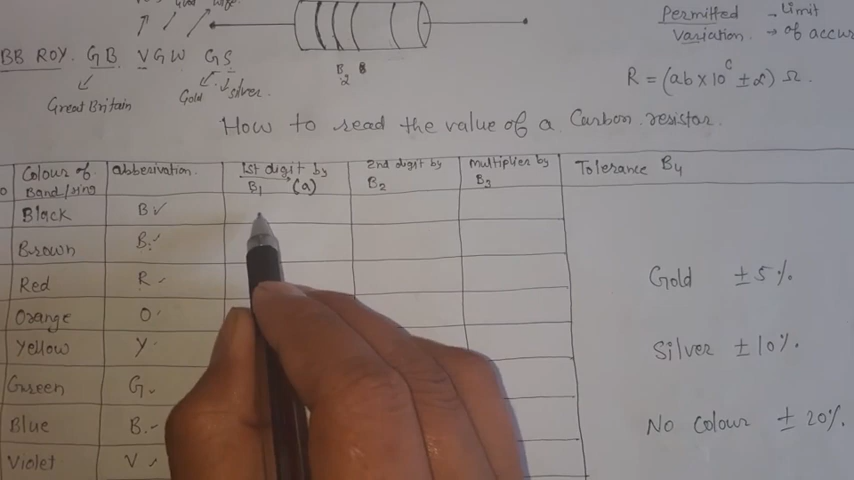 BB ROY. GB VGW GS
Great Britain
Gold
silver.
B
2
Permitted - Limit
Variation. → of accur
R = (ab x 10^c ± α) Ω.
How to read the value of a Carbon resistor.
Colour of Band/ring
abberivation.
1st digit by B1 (a)
2nd digit by B2
multiplier by B3
Tolerance B4
Black B
Brown B
Red R
Orange O
Yellow Y
Green G
Blue B
Violet V
Gold ±5%
Silver ±10%
No colour ±20%